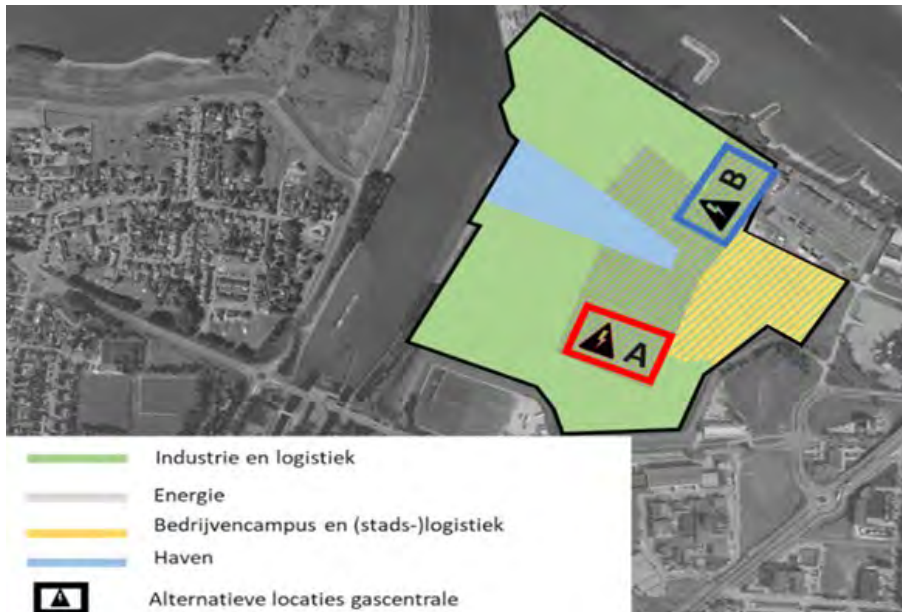 B
A
Industrie en logistiek
Energie
Bedrijvencampus en (stads-)logistiek
Haven
Alternatieve locaties gascentrale